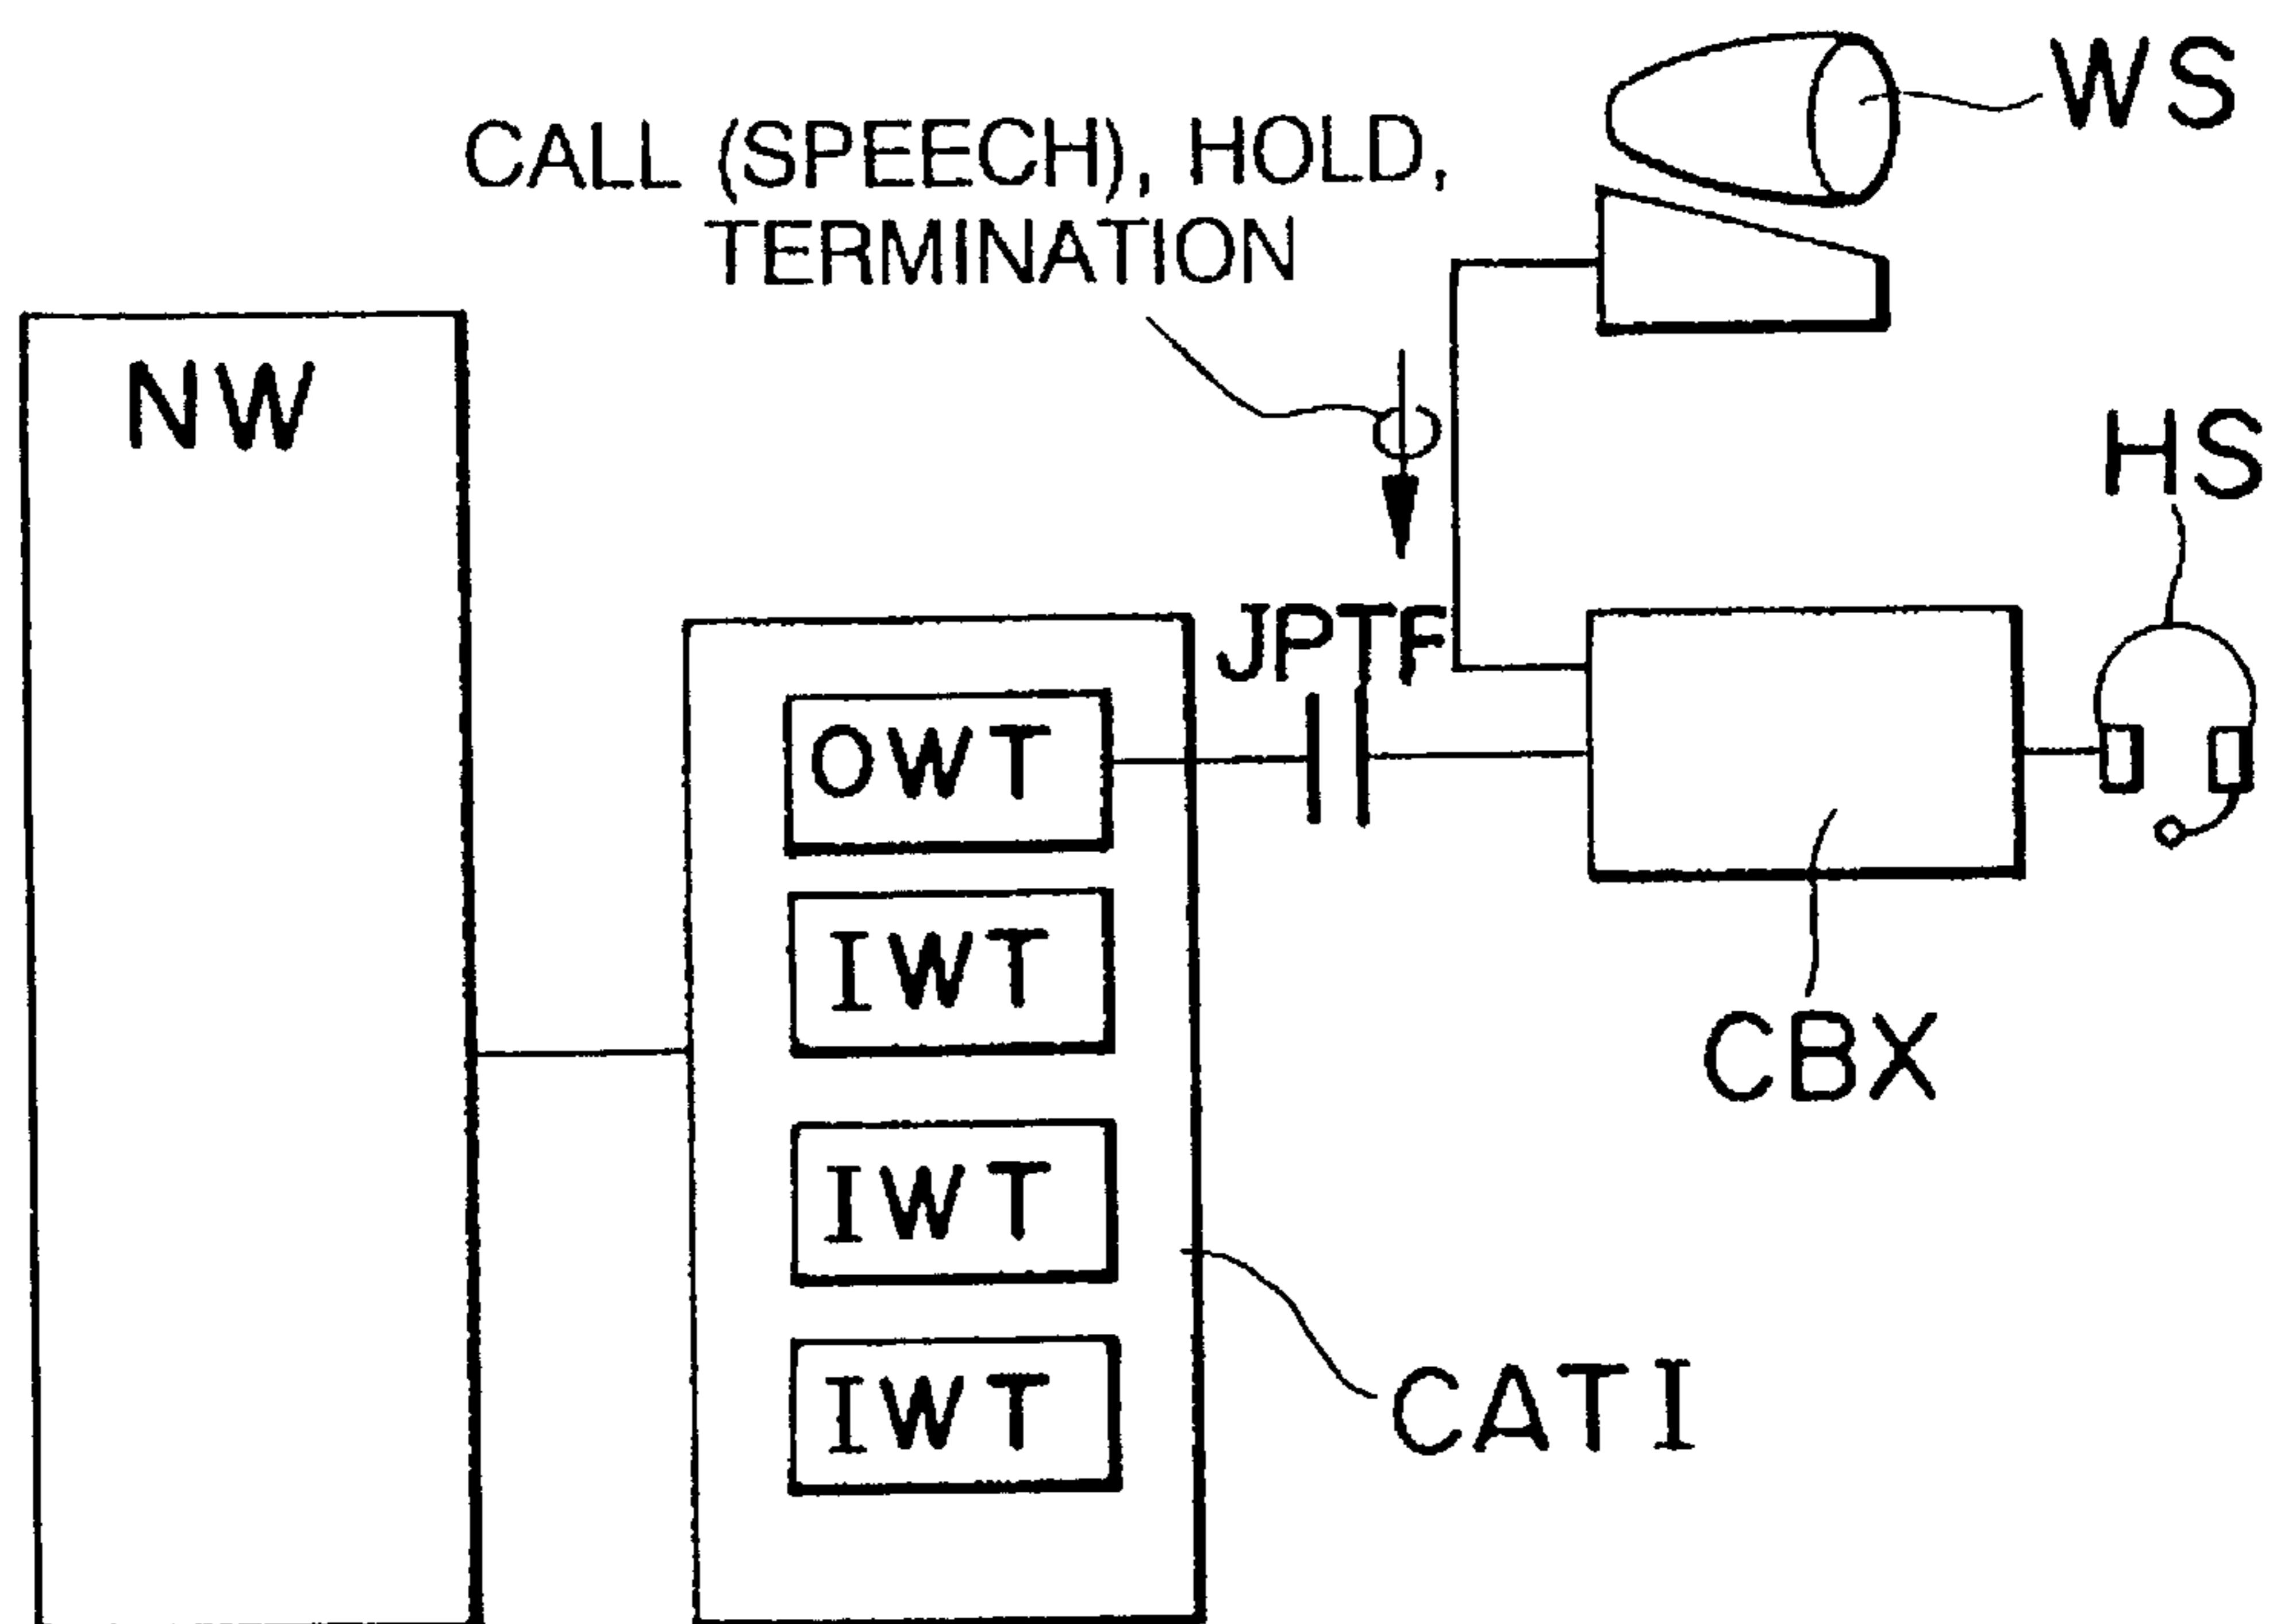 WS
CALL (SPEECH), HOLD,
TERMINATION
NW
HS
JPTF
OWT
IWT
CBX
IWT
IWT
CATI